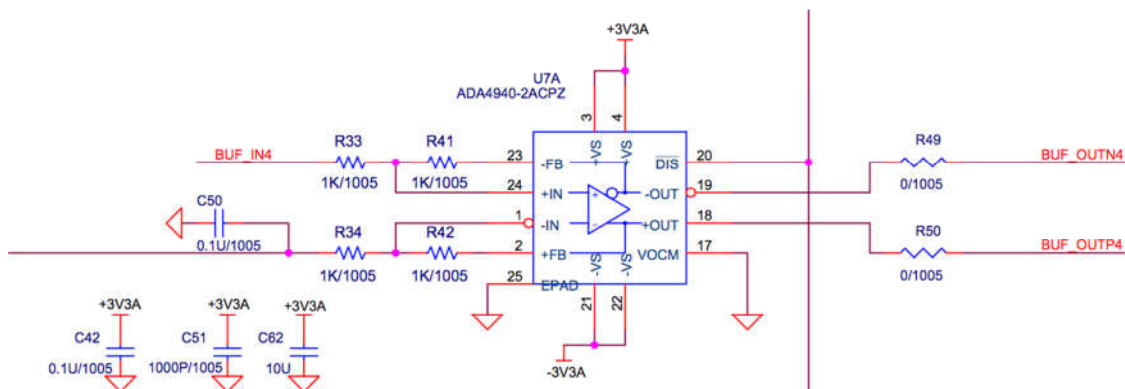 +3V3A
U7A
ADA4940-2ACPZ
3
4
+VS
+VS
BUF_IN4
R33
1K/1005
R41
1K/1005
23
-FB
DIS
20
R49
0/1005
BUF_OUTN4
24
+IN
-OUT
19
C50
0.1U/1005
1
-IN
+OUT
18
R34
1K/1005
R42
1K/1005
2
+FB
VOCM
17
R50
0/1005
BUF_OUTP4
25
EPAD
-VS
-VS
21
22
-3V3A
+3V3A
+3V3A
+3V3A
C42
0.1U/1005
C51
1000P/1005
C62
10U
+
-